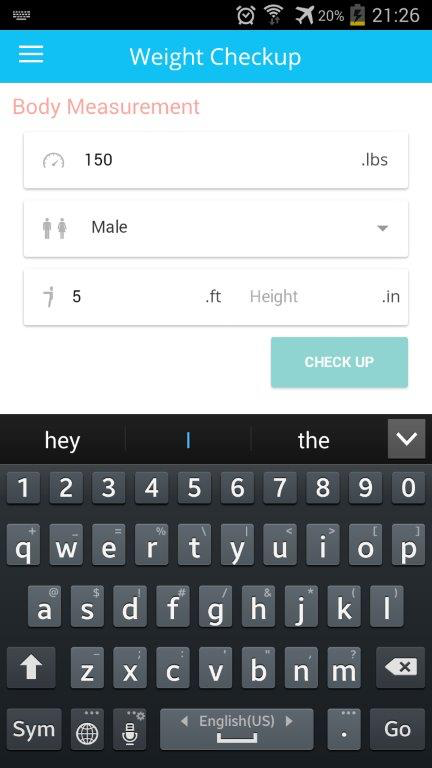 20% 21:26
Weight Checkup
Body Measurement
150 .lbs
Male
5 .ft Height .in
CHECK UP
hey I the
1 2 3 4 5 6 7 8 9 0
q w e r t y u i o p
a s d f g h j k l
z x c v b n m
Sym English(US) . Go